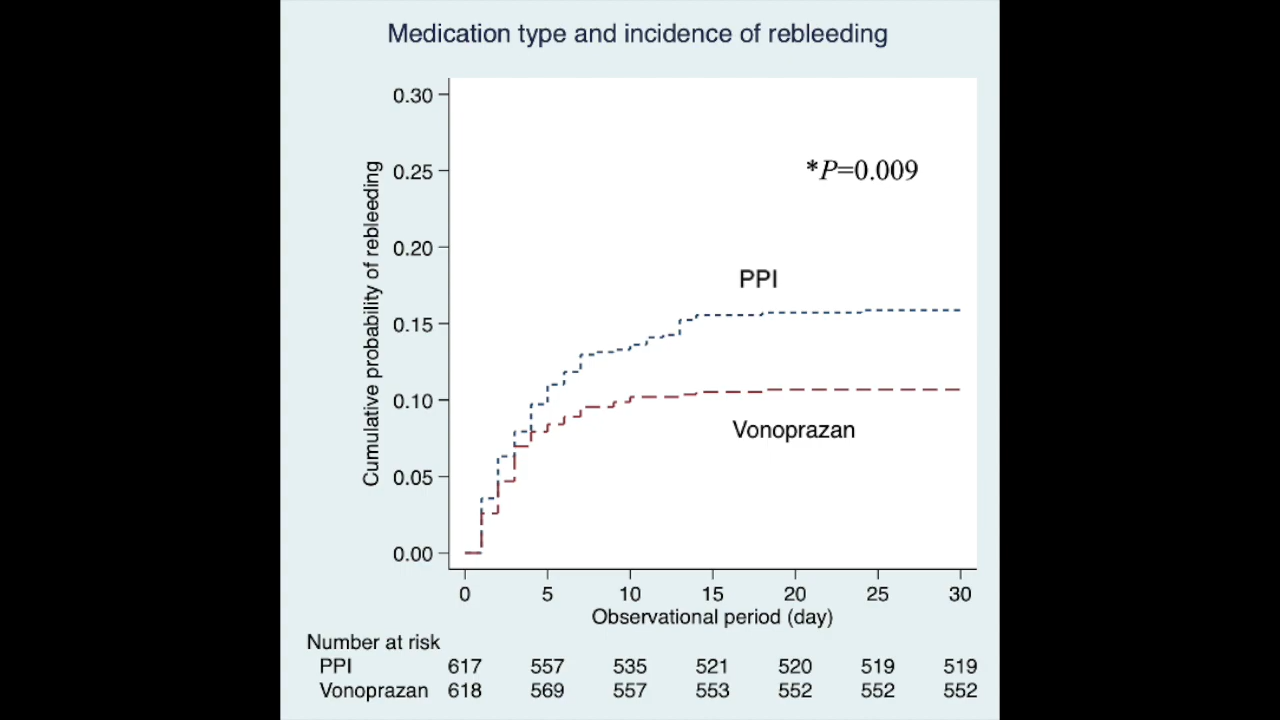 Medication type and incidence of rebleeding
Cumulative probability of rebleeding
0.30
0.25
0.20
0.15
0.10
0.05
0.00
*P=0.009
PPI
Vonoprazan
0 5 10 15 20 25 30
Observational period (day)
Number at risk
PPI 617 557 535 521 520 519 519
Vonoprazan 618 569 557 553 552 552 552